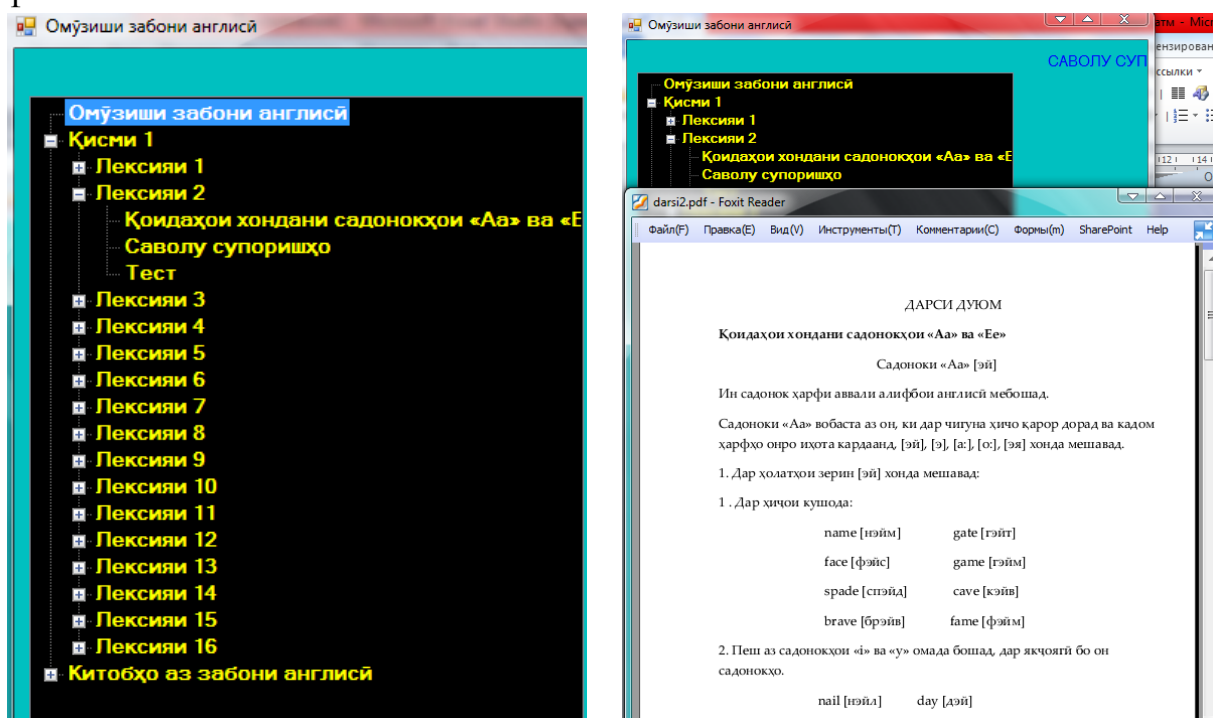 Омӯзиши забони англисӣ
Омӯзиши забони англисӣ
Қисми 1
Лексияи 1
Лексияи 2
Қоидаҳои хондани садонокҳои «Аа» ва «Е
Саволу супоришҳо
Тест
Лексияи 3
Лексияи 4
Лексияи 5
Лексияи 6
Лексияи 7
Лексияи 8
Лексияи 9
Лексияи 10
Лексияи 11
Лексияи 12
Лексияи 13
Лексияи 14
Лексияи 15
Лексияи 16
Китобҳо аз забони англисӣ
Омӯзиши забони англисӣ
САВОЛУ СУП
Омӯзиши забони англисӣ
Қисми 1
Лексияи 1
Лексияи 2
Қоидаҳои хондани садонокҳои «Аа» ва «Е
Саволу супоришҳо
ссылки
darsi2.pdf - Foxit Reader
Файл(F) Правка(E) Вид(V) Инструменты(T) Комментарии(C) Формы(m) SharePoint Help
ДАРСИ ДУЮМ
Қоидаҳои хондани садонокҳои «Аа» ва «Ее»
Садоноки «Аа» [эй]
Ин садонок ҳарфи аввали алифбои англисӣ мебошад.
Садоноки «Аа» вобаста аз он, ки дар чигуна ҳичо қарор дорад ва кадом
ҳарфҳо онро иҳота кардаанд, [эй], [э], [а:], [о:], [эя] хонда мешавад.
1. Дар ҳолатҳои зерин [эй] хонда мешавад:
1 . Дар ҳиҷои кушода:
name [нэйм] gate [гэйт]
face [фэйс] game [гэйм]
spade [спэйд] cave [кэйв]
brave [брэйв] fame [фэйм]
2. Пеш аз садонокҳои «i» ва «y» омада бошад, дар якҷоягӣ бо он
садонокҳо.
nail [нэйл] day [дэй]